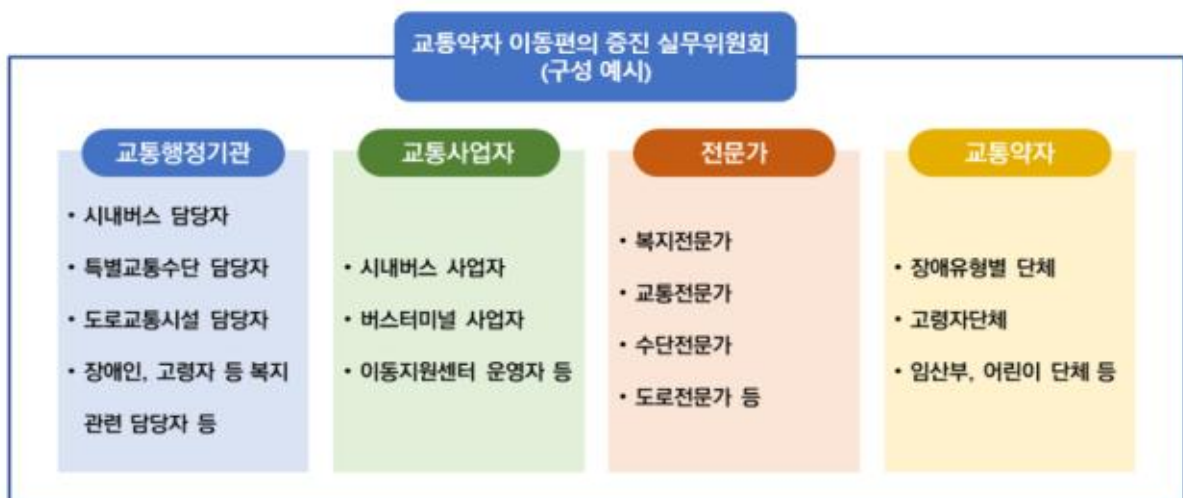 교통약자 이동편의 증진 실무위원회
(구성 예시)
교통행정기관
• 시내버스 담당자
• 특별교통수단 담당자
• 도로교통시설 담당자
• 장애인, 고령자 등 복지
관련 담당자 등
교통사업자
• 시내버스 사업자
• 버스터미널 사업자
• 이동지원센터 운영자 등
전문가
• 복지전문가
• 교통전문가
• 수단전문가
• 도로전문가 등
교통약자
• 장애유형별 단체
• 고령자단체
• 임산부, 어린이 단체 등